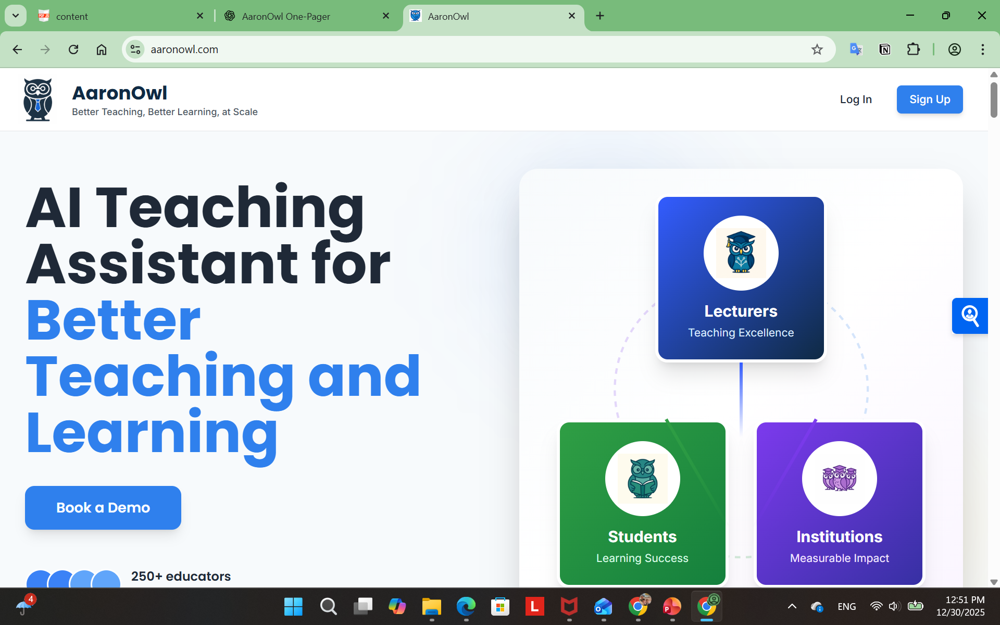 content
AaronOwl One-Pager
AaronOwl
aaronowl.com
AaronOwl
Better Teaching, Better Learning, at Scale
Log In
Sign Up
AI Teaching
Assistant for
Better
Teaching and
Learning
Book a Demo
250+ educators
Lecturers
Teaching Excellence
Students
Learning Success
Institutions
Measurable Impact
4
L
P
ENG
12:51 PM
12/30/2025